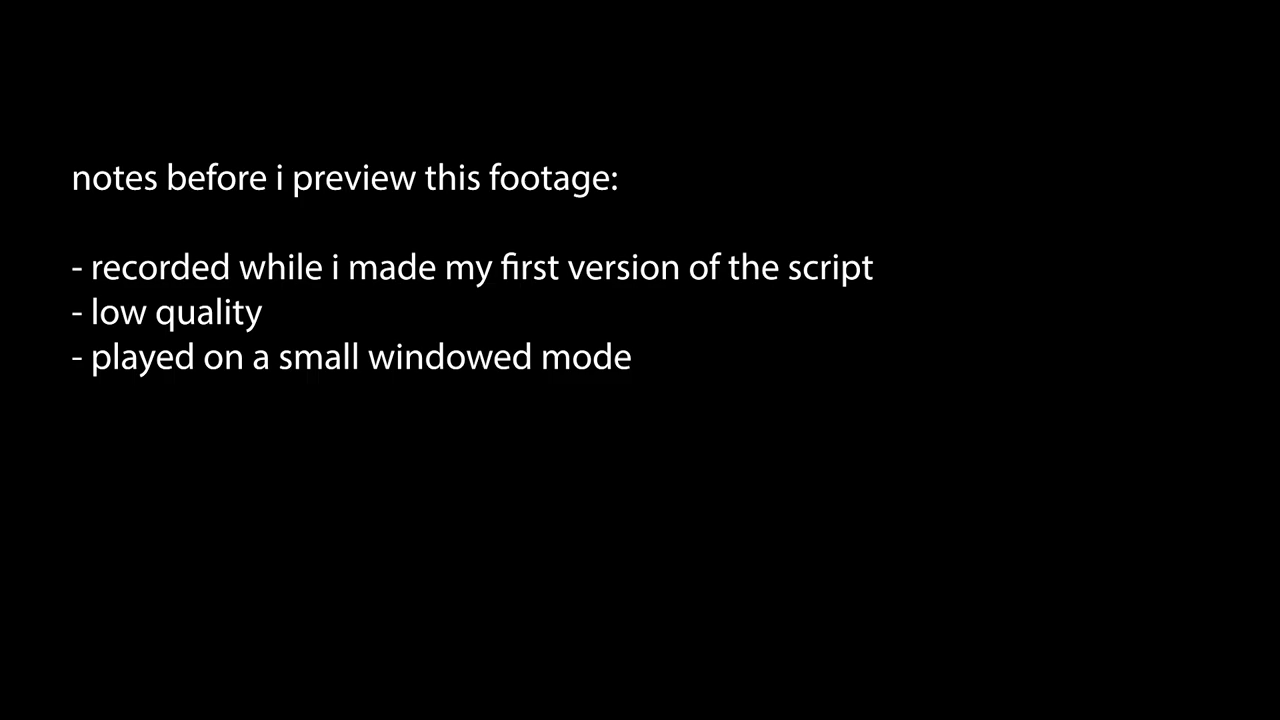 notes before i preview this footage:
- recorded while i made my first version of the script
- low quality
- played on a small windowed mode